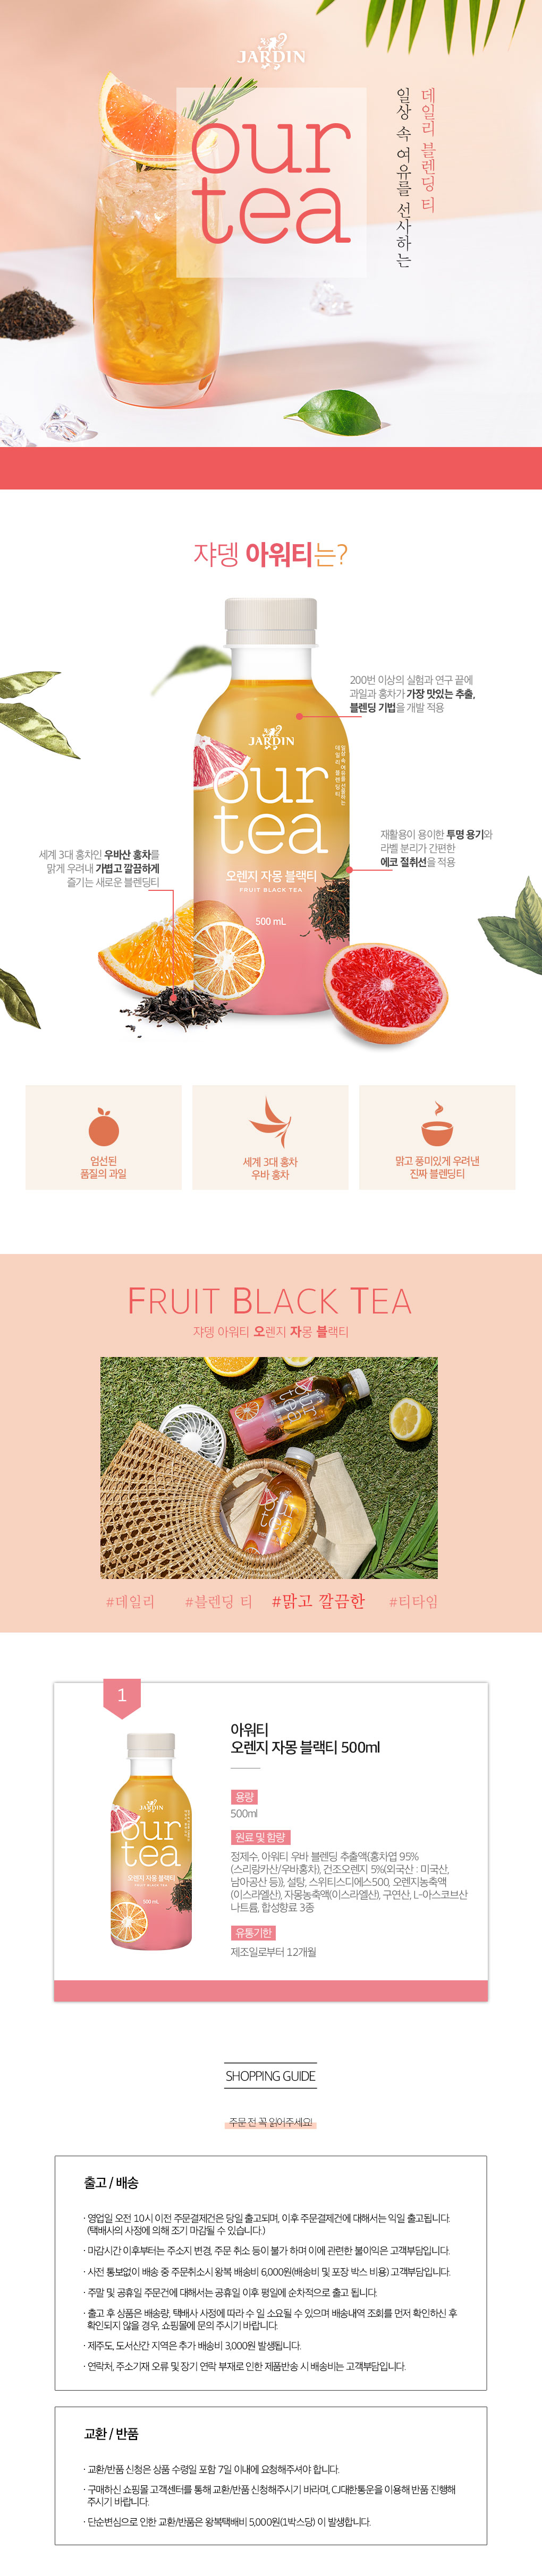 JARDIN
our
tea
데일리 블렌딩 티
일상 속 여유를 선사하는
쟈뎅 아워티는?
200번 이상의 실험과 연구 끝에
과일과 홍차가 가장 맛있는 추출,
블렌딩 기법을 개발 적용
JARDIN
our
tea
오렌지 자몽 블랙티
FRUIT BLACK TEA
500 mL
재활용이 용이한 투명 용기와
라벨 분리가 간편한
에코 절취선을 적용
세계 3대 홍차인 우바산 홍차를
맑게 우려내 가볍고 깔끔하게
즐기는 새로운 블렌딩티
엄선된
품질의 과일
세계 3대 홍차
우바 홍차
맑고 풍미있게 우려낸
진짜 블렌딩티
FRUIT BLACK TEA
쟈뎅 아워티 오렌지 자몽 블랙티
our
tea
#데일리 #블렌딩 티 #맑고 깔끔한 #티타임
1
JARDIN
our
tea
오렌지 자몽 블랙티
FRUIT BLACK TEA
500 mL
아워티
오렌지 자몽 블랙티 500ml
용량
500ml
원료 및 함량
정제수, 아워티 우바 블렌딩 추출액{홍차엽 95%
(스리랑카산/우바홍차), 건조오렌지 5%(외국산 : 미국산,
남아공산 등)}, 설탕, 스위티스디에스500, 오렌지농축액
(이스라엘산), 자몽농축액(이스라엘산), 구연산, L-아스코브산
나트륨, 합성향료 3종
유통기한
제조일로부터 12개월
SHOPPING GUIDE
주문 전 꼭 읽어주세요!
출고 / 배송
· 영업일 오전 10시 이전 주문결제건은 당일 출고되며, 이후 주문결제건에 대해서는 익일 출고됩니다.
(택배사의 사정에 의해 조기 마감될 수 있습니다.)
· 마감시간 이후부터는 주소지 변경, 주문 취소 등이 불가 하며 이에 관련한 불이익은 고객부담입니다.
· 사전 통보없이 배송 중 주문취소시 왕복 배송비 6,000원(배송비 및 포장 박스 비용) 고객부담입니다.
· 주말 및 공휴일 주문건에 대해서는 공휴일 이후 평일에 순차적으로 출고 됩니다.
· 출고 후 상품은 배송량, 택배사 사정에 따라 수 일 소요될 수 있으며 배송내역 조회를 먼저 확인하신 후
확인되지 않을 경우, 쇼핑몰에 문의 주시기 바랍니다.
· 제주도, 도서산간 지역은 추가 배송비 3,000원 발생됩니다.
· 연락처, 주소기재 오류 및 장기 연락 부재로 인한 제품반송 시 배송비는 고객부담입니다.
교환 / 반품
· 교환/반품 신청은 상품 수령일 포함 7일 이내에 요청해주셔야 합니다.
· 구매하신 쇼핑몰 고객센터를 통해 교환/반품 신청해주시기 바라며, CJ대한통운을 이용해 반품 진행해
주시기 바랍니다.
· 단순변심으로 인한 교환/반품은 왕복택배비 5,000원(1박스당) 이 발생합니다.